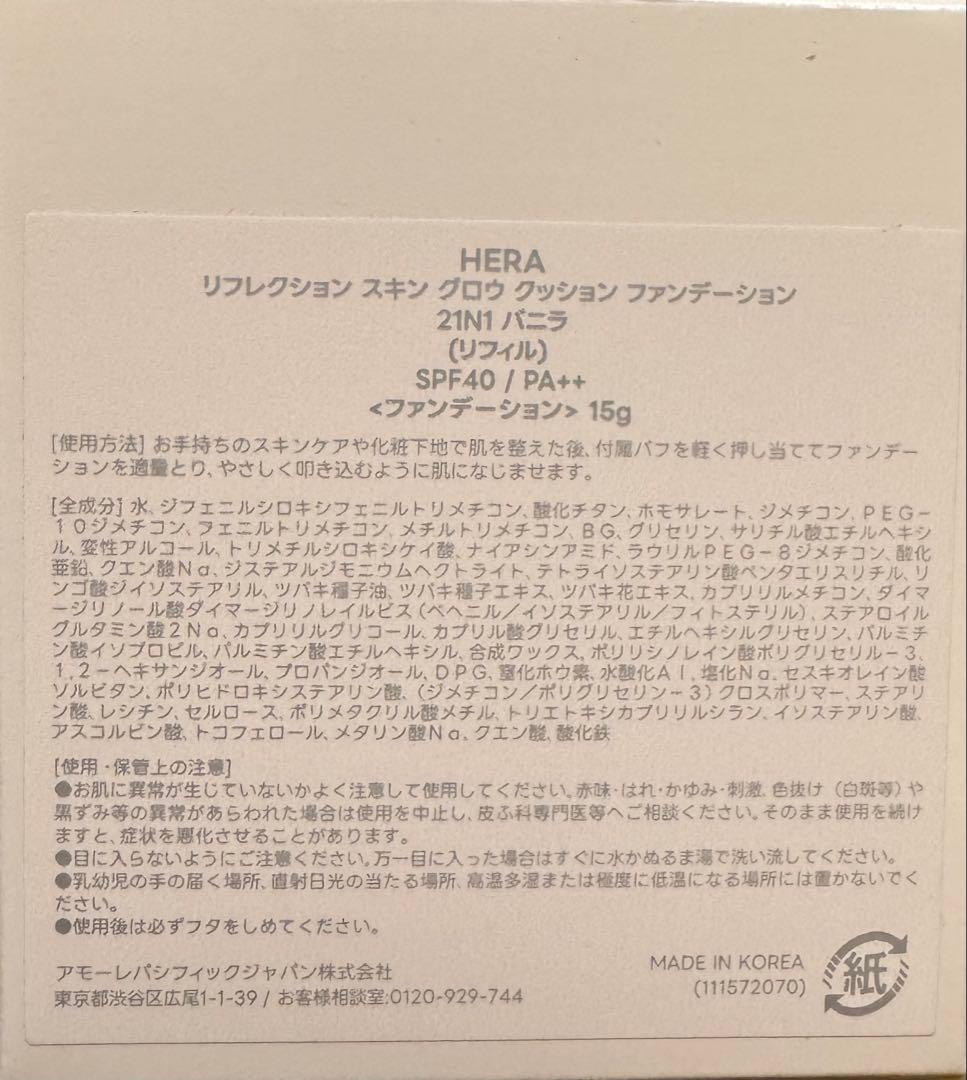 HERA
リフレクション スキン グロウ クッション ファンデーション
21N1 バニラ
(リフィル)
SPF40 / PA++
<ファンデーション> 15g
[使用方法] お手持ちのスキンケアや化粧下地で肌を整えた後、付属パフを軽く押し当ててファンデー
ションを適量とり、やさしく叩き込むように肌になじませます。
[全成分] 水、ジフェニルシロキシフェニルトリメチコン、酸化チタン、ホモサレート、ジメチコン、PEG-
10ジメチコン、フェニルトリメチコン、メチルトリメチコン、BG、グリセリン、サリチル酸エチルヘキシ
ル、変性アルコール、トリメチルシロキシケイ酸、ナイアシンアミド、ラウリルPEG-8ジメチコン、酸化
亜鉛、クエン酸Na、ジステアルジモニウムヘクトライト、テトライソステアリン酸ペンタエリスリチル、リ
ンゴ酸ジイソステアリル、ツバキ種子油、ツバキ種子エキス、ツバキ花エキス、カプリリルメチコン、ダイマ
ージリノール酸ダイマージリノレイルビス(ベヘニル/イソステアリル/フィトステリル)、ステアロイル
グルタミン酸2Na、カプリリルグリコール、カプリル酸グリセリル、エチルヘキシルグリセリン、パルミチ
ン酸イソプロピル、パルミチン酸エチルヘキシル、合成ワックス、ポリリシノレイン酸ポリグリセリル-3、
1,2-ヘキサンジオール、プロパンジオール、DPG、窒化ホウ素、水酸化Al、塩化Na、セスキオレイン酸
ソルビタン、ポリヒドロキシステアリン酸、(ジメチコン/ポリグリセリン-3)クロスポリマー、ステアリ
ン酸、レシチン、セルロース、ポリメタクリル酸メチル、トリエトキシカプリリルシラン、イソステアリン酸、
アスコルビン酸、トコフェロール、メタリン酸Na、クエン酸、酸化鉄
[使用・保管上の注意]
●お肌に異常が生じていないかよく注意して使用してください。赤味・はれ・かゆみ・刺激、色抜け(白斑等)や
黒ずみ等の異常があらわれた場合は使用を中止し、皮ふ科専門医等へご相談ください。そのまま使用を続け
ますと、症状を悪化させることがあります。
●目に入らないようにご注意ください。万一目に入った場合はすぐに水かぬるま湯で洗い流してください。
●乳幼児の手の届く場所、直射日光の当たる場所、高温多湿または極度に低温になる場所には置かないでく
ださい。
●使用後は必ずフタをしめてください。
アモーレパシフィックジャパン株式会社
東京都渋谷区広尾1-1-39 / お客様相談室:0120-929-744
MADE IN KOREA
(111572070)
紙